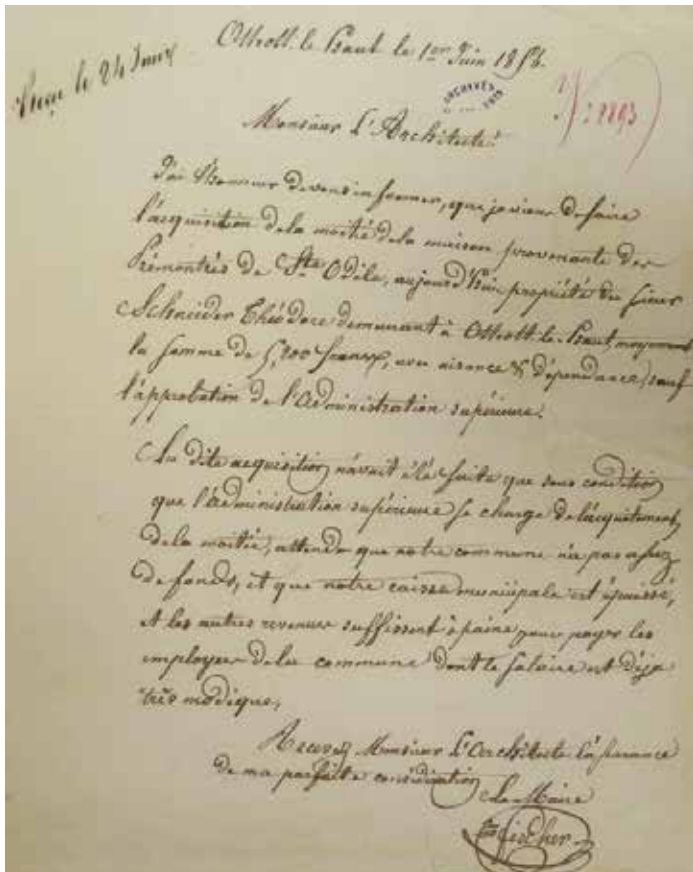 Ottrott-le-Haut le 1er Juin 1858.
Reçu le 24 Juin
ARCHIVES
Monsieur l'Architecte!
J'ai l'honneur de vous informer, que je viens de faire
l'acquisition de la moitié de la maison provenante des
Prémontrés de Ste Odile, aujourd'hui propriété du sieur
Schneider Théodore demeurant à Ottrott-le-Haut, moyennant
la somme de francs, avec aisance & dépendance, sauf
l'approbation de l'administration supérieure.
La dite acquisition n'avait été faite que sous condition
que l'administration supérieure se charge de l'acquitement
de la moitié, attendu que notre commune n'a pas assez
de fonds, et que notre caisse municipale est épuisé,
et les autres revenus suffissent à peine pour payer les
employés de la commune dont le salaire est déja
très modique,
Recevez Monsieur l'Architecte l'assurance
de ma parfaite considération
Le Maire
Fischer